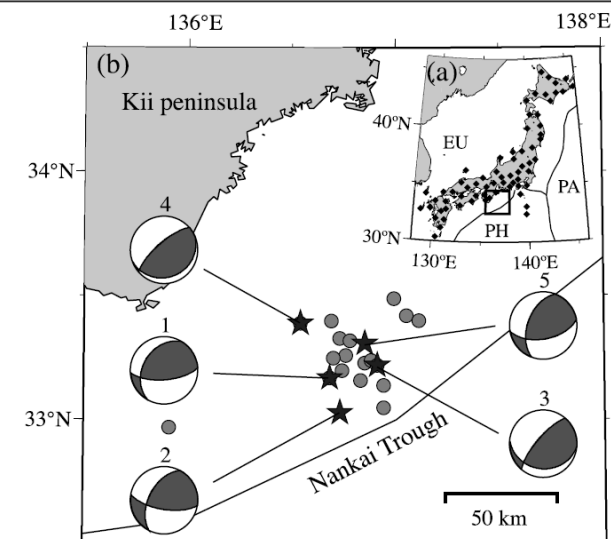 136°E
138°E
(b)
(a)
Kii peninsula
40°N
EU
34°N
PA
4
PH
30°N
130°E
140°E
5
1
33°N
3
2
Nankai Trough
50 km